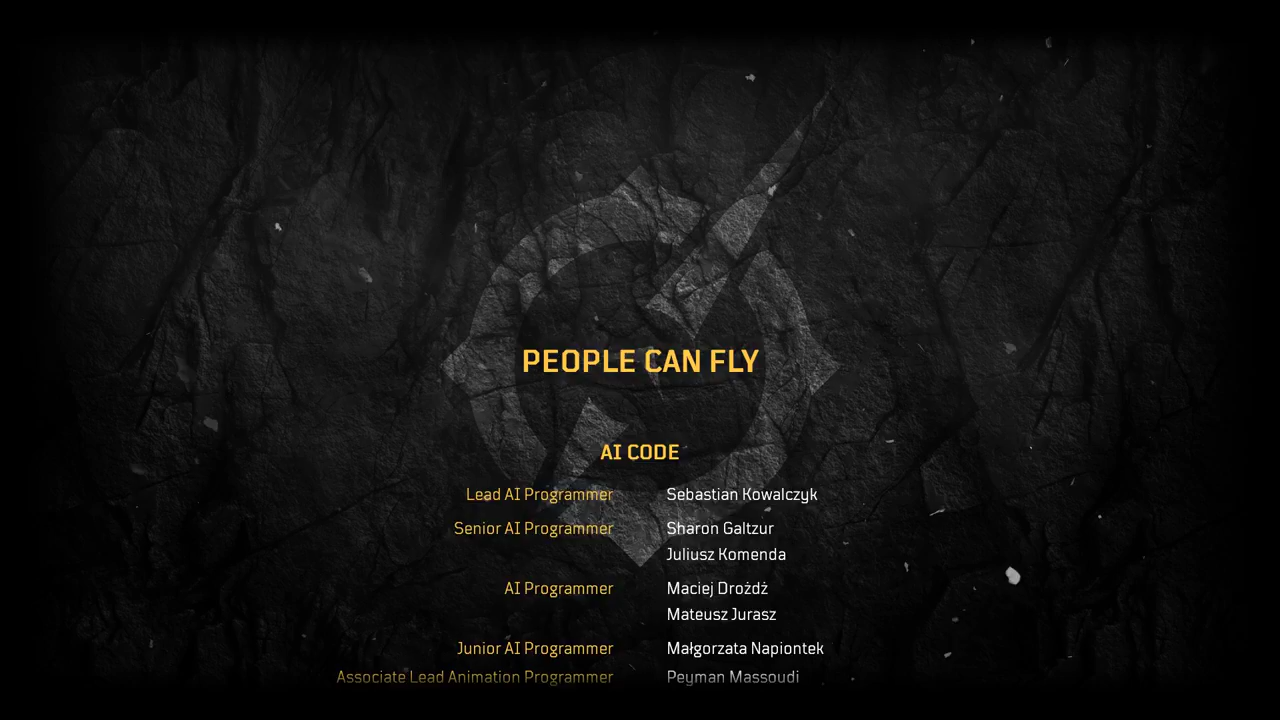 PEOPLE CAN FLY
AI CODE
Lead AI Programmer Sebastian Kowalczyk
Senior AI Programmer Sharon Galtzur
Juliusz Komenda
AI Programmer Maciej Drożdż
Mateusz Jurasz
Junior AI Programmer Małgorzata Napiontek
Associate Lead Animation Programmer Peyman Massoudi